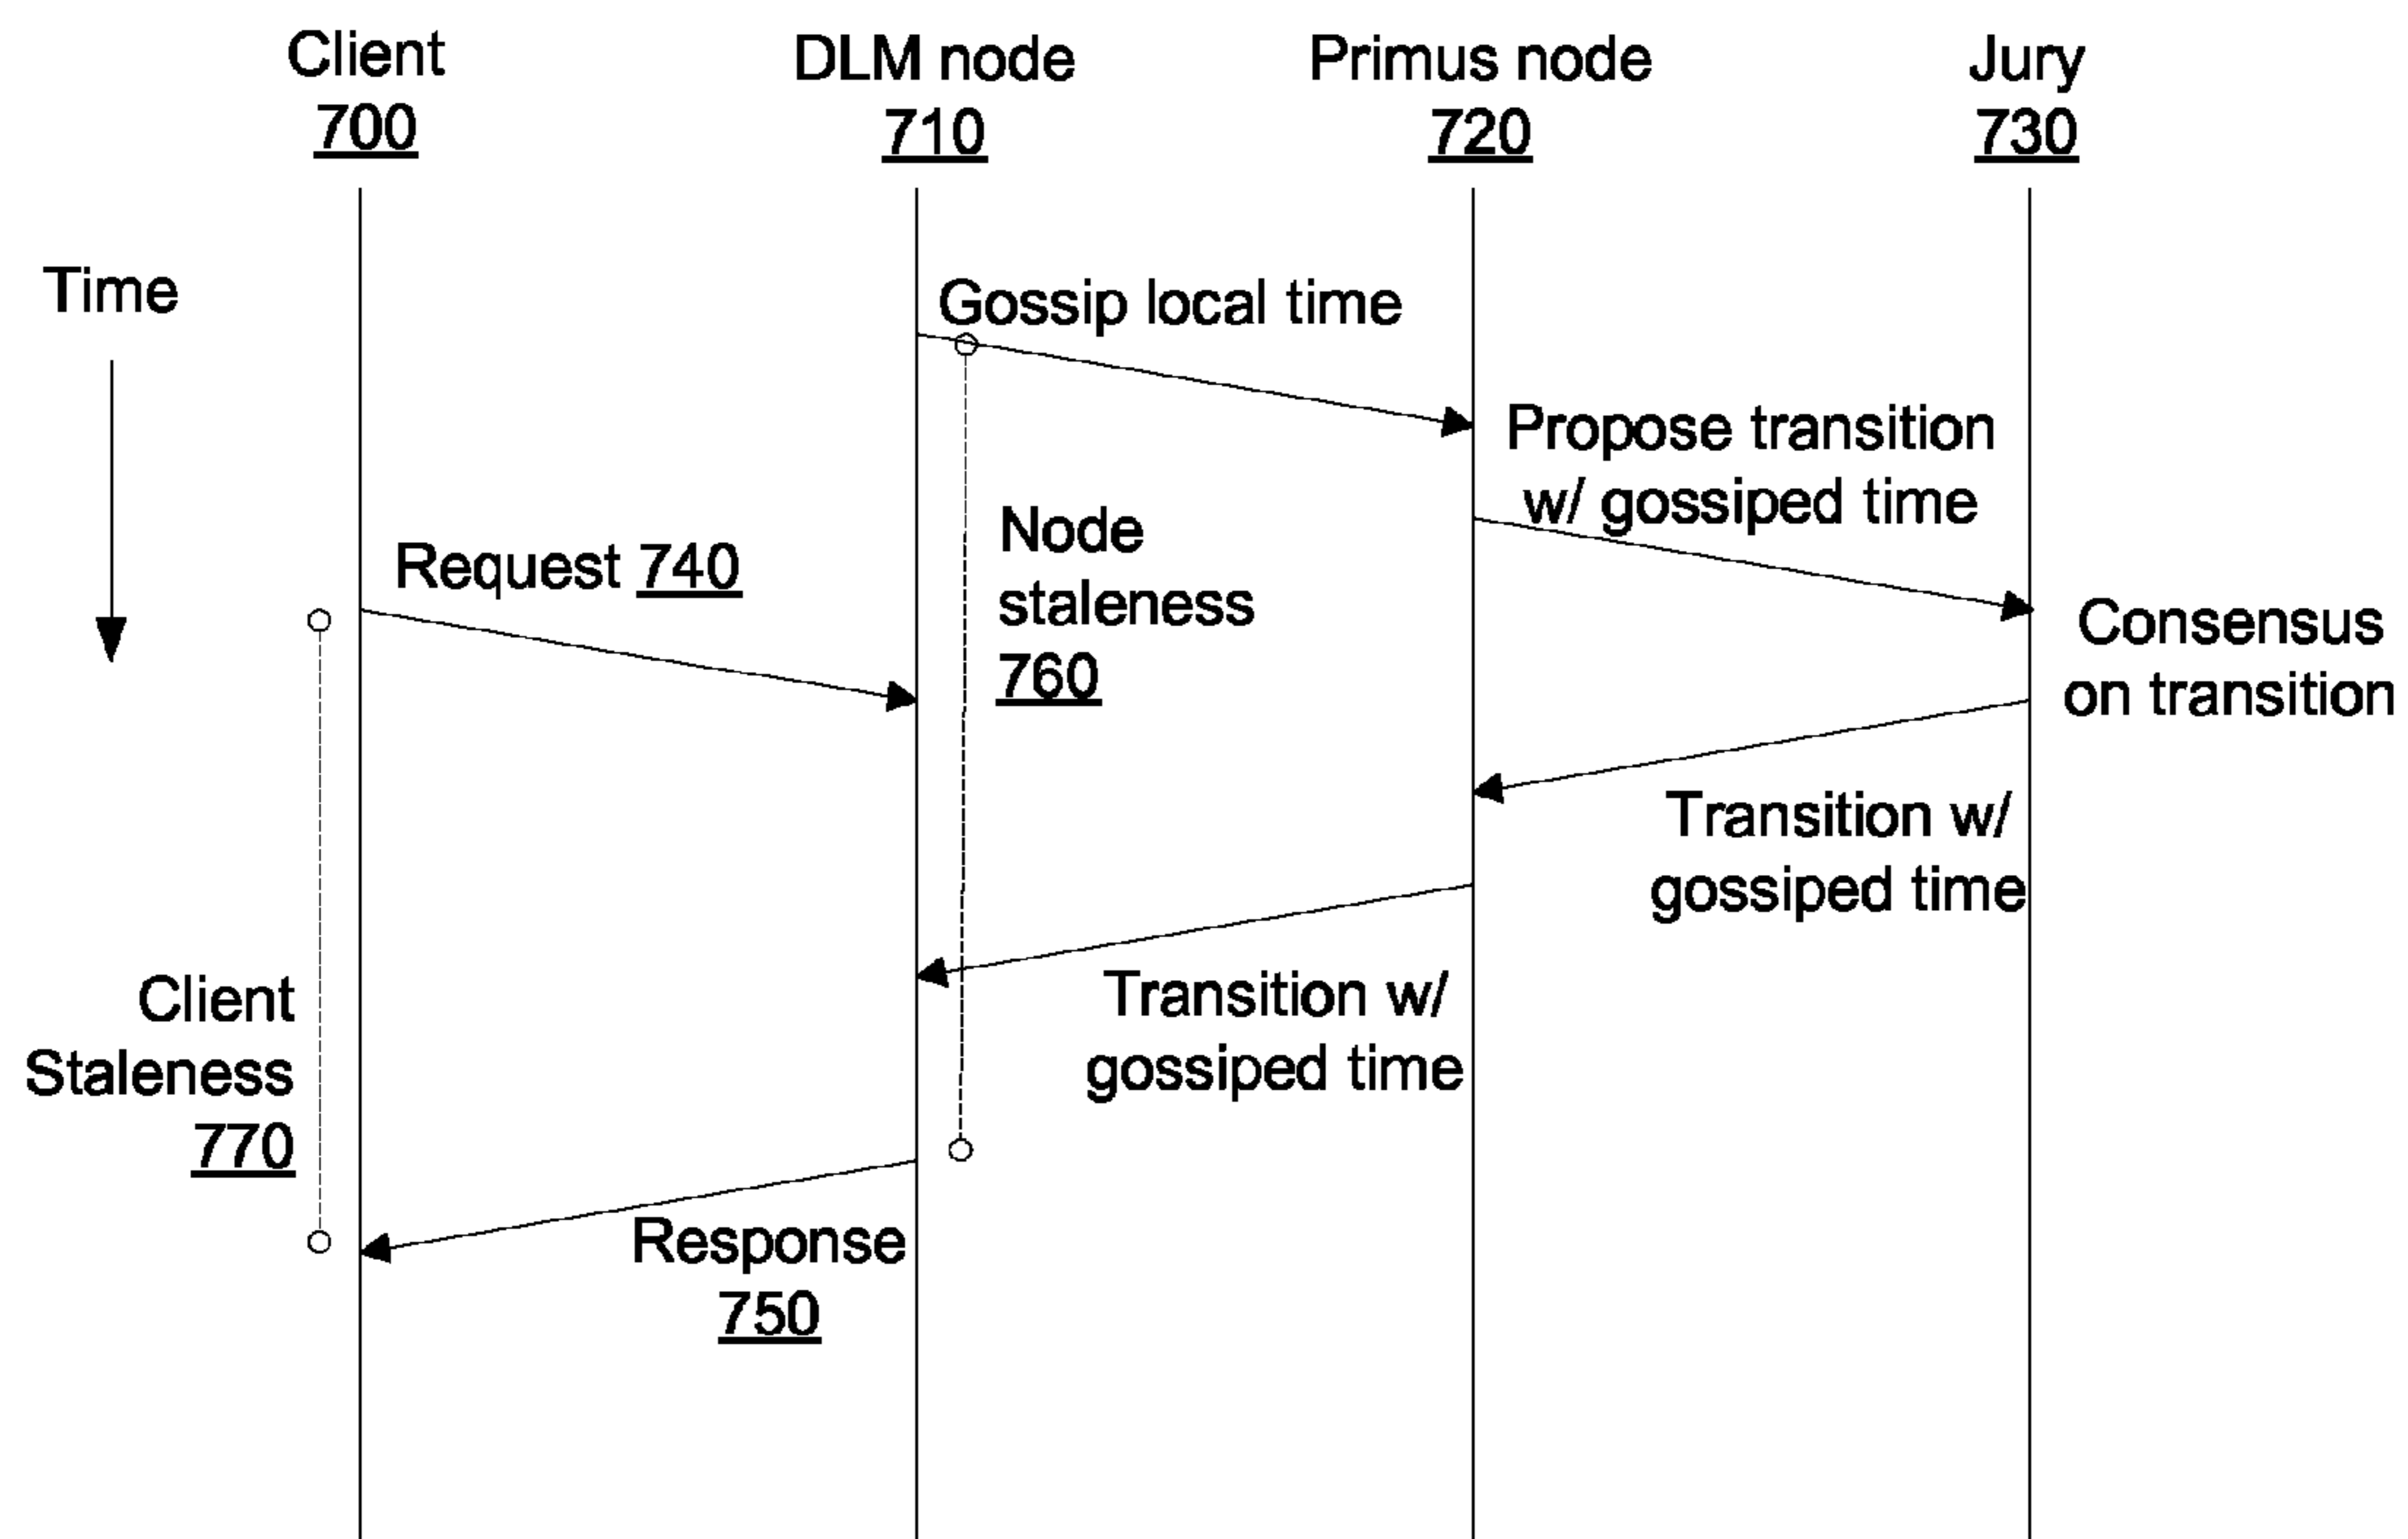 Client
700
DLM node
710
Primus node
720
Jury
730
Time
Gossip local time
Propose transition
w/ gossiped time
Node
staleness
760
Request 740
Consensus
on transition
Transition w/
gossiped time
Transition w/
gossiped time
Client
Staleness
770
Response
750